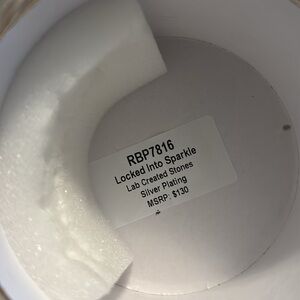 RBP7816
Locked Into Sparkle
Lab Created Stones
Silver Plating
MSRP: $130